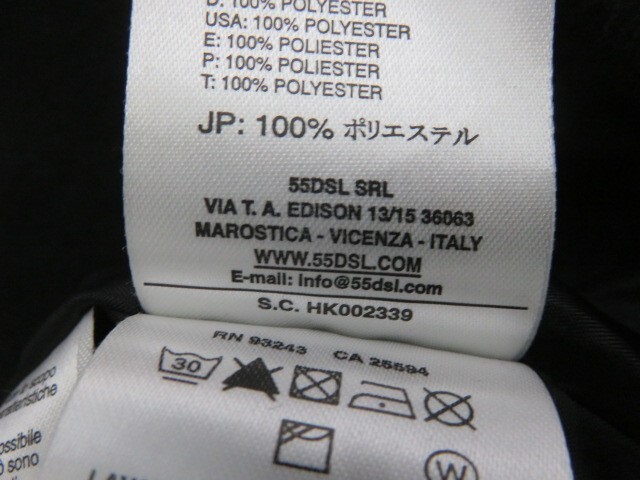 D: 100% POLYESTER
USA: 100% POLYESTER
E: 100% POLIESTER
P: 100% POLIESTER
T: 100% POLYESTER
JP: 100% ポリエステル
55DSL SRL
VIA T. A. EDISON 13/15 36063
MAROSTICA - VICENZA - ITALY
WWW.55DSL.COM
E-mail: info@55dsl.com
S.C. HK002339
RN 93243 CA 25594
30
W